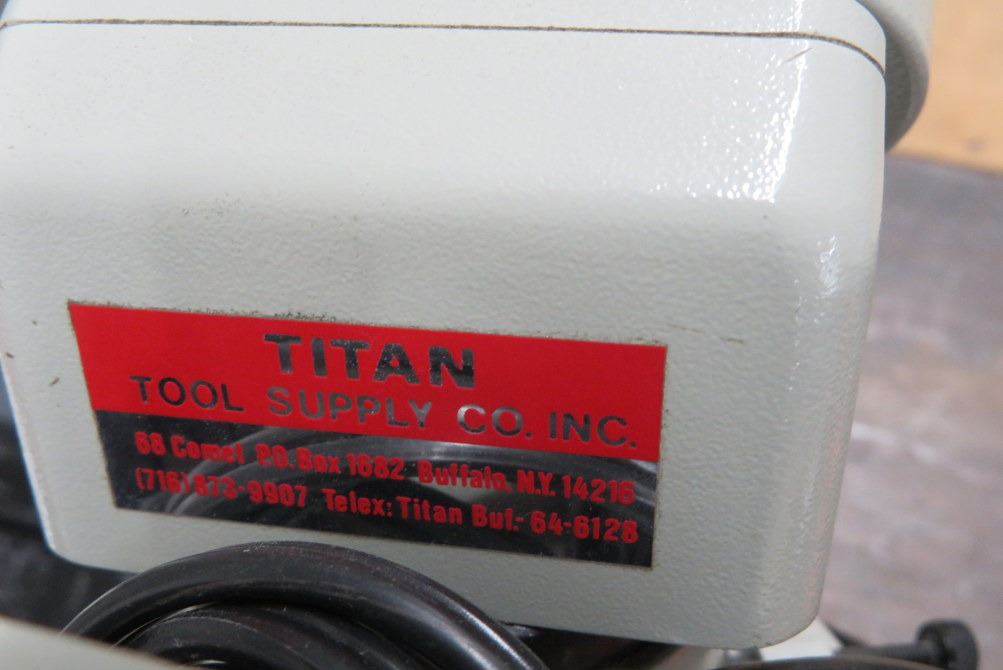 TITAN
TOOL SUPPLY CO. INC.
68 Comet P.O. Box 1682 Buffalo, N.Y. 14216
(716) 873-9907 Telex: Titan Buf.- 64-6128